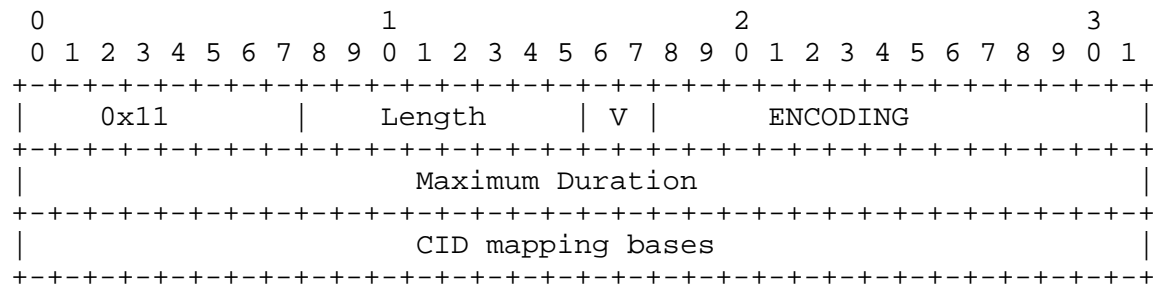 0                   1                   2                   3
 0 1 2 3 4 5 6 7 8 9 0 1 2 3 4 5 6 7 8 9 0 1 2 3 4 5 6 7 8 9 0 1
+-+-+-+-+-+-+-+-+-+-+-+-+-+-+-+-+-+-+-+-+-+-+-+-+-+-+-+-+-+-+-+-+
|    0x11       |    Length     | V |      ENCODING             |
+-+-+-+-+-+-+-+-+-+-+-+-+-+-+-+-+-+-+-+-+-+-+-+-+-+-+-+-+-+-+-+-+
|                      Maximum Duration                         |
+-+-+-+-+-+-+-+-+-+-+-+-+-+-+-+-+-+-+-+-+-+-+-+-+-+-+-+-+-+-+-+-+
|                      CID mapping bases                        |
+-+-+-+-+-+-+-+-+-+-+-+-+-+-+-+-+-+-+-+-+-+-+-+-+-+-+-+-+-+-+-+-+